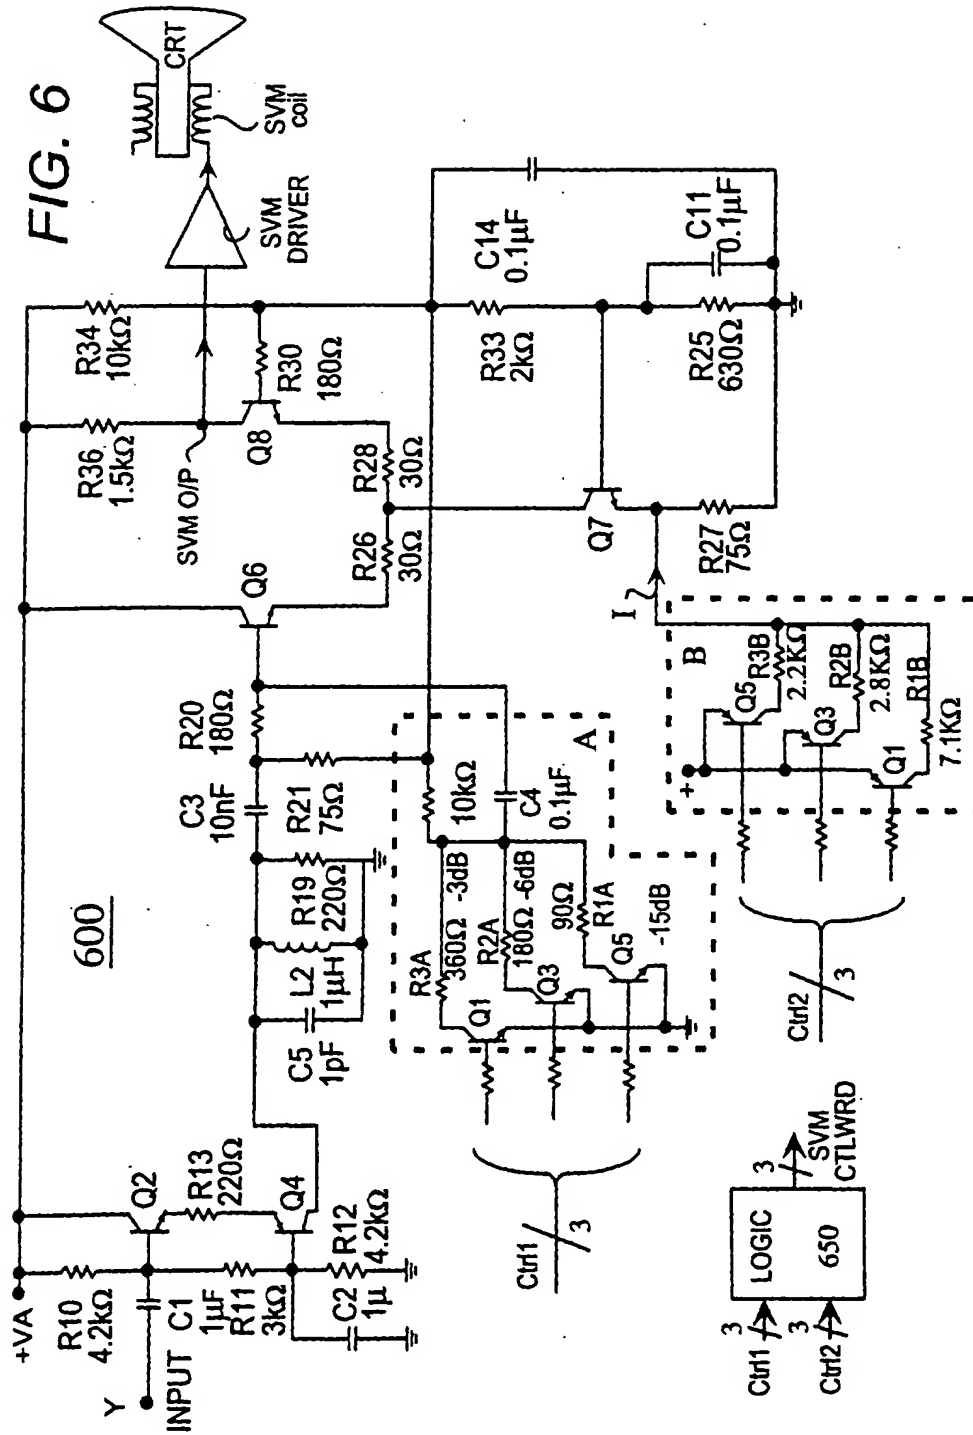 FIG. 6
600
CRT
SVM
coil
SVM
DRIVER
+VA
R10
4.2kΩ
Y
INPUT
C1
1µF
R11
3kΩ
C2
1µ
R12
4.2kΩ
Q2
R13
220Ω
Q4
C5
1pF
L2
1µH
R19
220Ω
C3
10nF
R21
75Ω
R20
180Ω
Q6
R26
30Ω
R28
30Ω
SVM O/P
R36
1.5kΩ
R34
10kΩ
Q8
R30
180Ω
C14
0.1µF
R33
2kΩ
C11
0.1µF
R25
630Ω
Q7
R27
75Ω
I
A
10kΩ
C4
0.1µF
R3A
360Ω -3dB
R2A
180Ω -6dB
90Ω
R1A
-15dB
Q1
Q3
Q5
Ctrl1
3
B
+
Q5
R3B
2.2KΩ
Q3
R2B
2.8KΩ
Q1
R1B
7.1KΩ
Ctrl2
3
Ctrl1
3
Ctrl2
3
LOGIC
650
3
SVM
CTLWRD